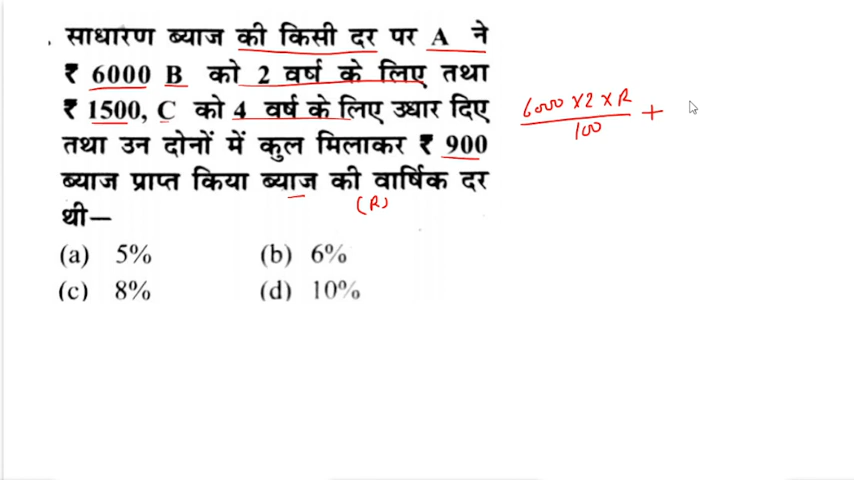 . साधारण ब्याज की किसी दर पर A ने
₹ 6000 B को 2 वर्ष के लिए तथा
₹ 1500, C को 4 वर्ष के लिए उधार दिए
तथा उन दोनों में कुल मिलाकर ₹ 900
ब्याज प्राप्त किया ब्याज की वार्षिक दर
(R)
थी—
(a) 5% (b) 6%
(c) 8% (d) 10%
6000 × 2 × R
100
+